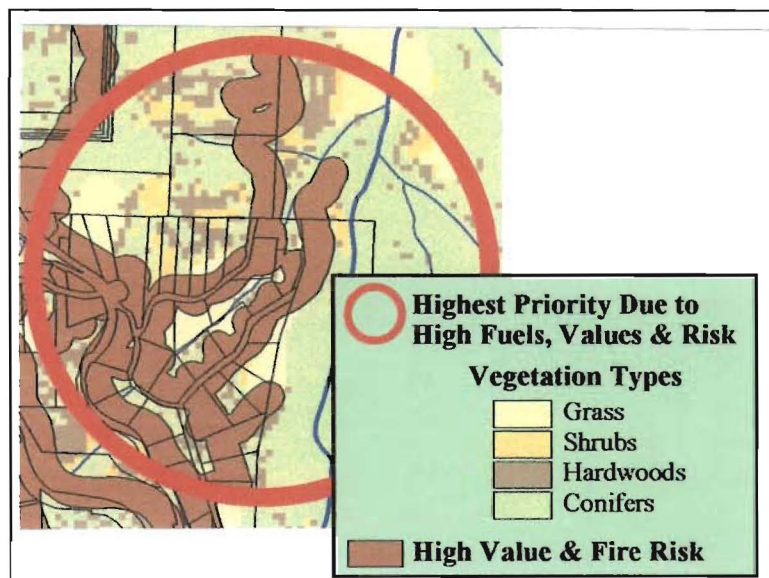 Highest Priority Due to
High Fuels, Values & Risk
Vegetation Types
Grass
Shrubs
Hardwoods
Conifers
High Value & Fire Risk